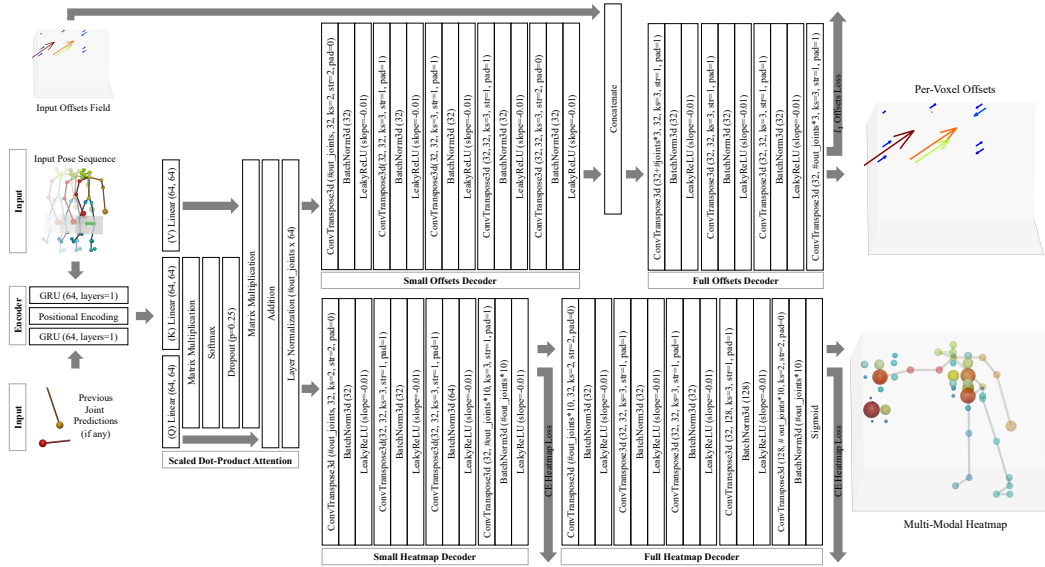 Input Offsets Field
Input
Input Pose Sequence
Encoder
GRU (64, layers=1)
Positional Encoding
GRU (64, layers=1)
Input
Previous
Joint
Predictions
(if any)
(V) Linear (64, 64)
(K) Linear (64, 64)
(Q) Linear (64, 64)
Matrix Multiplication
Softmax
Dropout (p=0.25)
Matrix Multiplication
Addition
Layer Normalization (#out_joints x 64)
Scaled Dot-Product Attention
ConvTranspose3d (#out_joints, 32, ks=2, str=2, pad=0)
BatchNorm3d (32)
LeakyReLU (slope=-0.01)
ConvTranspose3d(32, 32, ks=3, str=1, pad=1)
BatchNorm3d (32)
LeakyReLU (slope=-0.01)
ConvTranspose3d(32, 32, ks=3, str=1, pad=1)
BatchNorm3d (32)
LeakyReLU (slope=-0.01)
ConvTranspose3d (32, 32, ks=3, str=1, pad=1)
BatchNorm3d (32)
LeakyReLU (slope=-0.01)
ConvTranspose3d (32, 32, ks=3, str=2, pad=0)
BatchNorm3d (32)
LeakyReLU (slope=-0.01)
Small Offsets Decoder
Concatenate
ConvTranspose3d (32+#joints*3, 32, ks=3, str=1, pad=1)
BatchNorm3d (32)
LeakyReLU (slope=-0.01)
ConvTranspose3d (32, 32, ks=3, str=1, pad=1)
BatchNorm3d (32)
LeakyReLU (slope=-0.01)
ConvTranspose3d (32, 32, ks=3, str=1, pad=1)
BatchNorm3d (32)
LeakyReLU (slope=-0.01)
ConvTranspose3d (32, #out_joints*3, ks=3, str=1, pad=1)
Full Offsets Decoder
L1 Offsets Loss
Per-Voxel Offsets
ConvTranspose3d (#out_joints, 32, ks=2, str=2, pad=0)
BatchNorm3d (32)
LeakyReLU (slope=-0.01)
ConvTranspose3d(32, 32, ks=3, str=1, pad=1)
BatchNorm3d (32)
LeakyReLU (slope=-0.01)
ConvTranspose3d(32, 32, ks=3, str=1, pad=1)
BatchNorm3d (64)
LeakyReLU (slope=-0.01)
ConvTranspose3d (32, #out_joints*10, ks=3, str=1, pad=1)
BatchNorm3d (#out_joints*10)
LeakyReLU (slope=-0.01)
Small Heatmap Decoder
CE Heatmap Loss
ConvTranspose3d (#out_joints*10, 32, ks=2, str=2, pad=0)
BatchNorm3d (32)
LeakyReLU (slope=-0.01)
ConvTranspose3d (32, 32, ks=3, str=1, pad=1)
BatchNorm3d (32)
LeakyReLU (slope=-0.01)
ConvTranspose3d (32, 32, ks=3, str=1, pad=1)
BatchNorm3d (32)
LeakyReLU (slope=-0.01)
ConvTranspose3d (32, 128, ks=3, str=1, pad=1)
BatchNorm3d (128)
LeakyReLU (slope=-0.01)
ConvTranspose3d (128, # out_joints*10, ks=2, str=2, pad=0)
BatchNorm3d (#out_joints*10)
Sigmoid
Full Heatmap Decoder
CE Heatmap Loss
Multi-Modal Heatmap